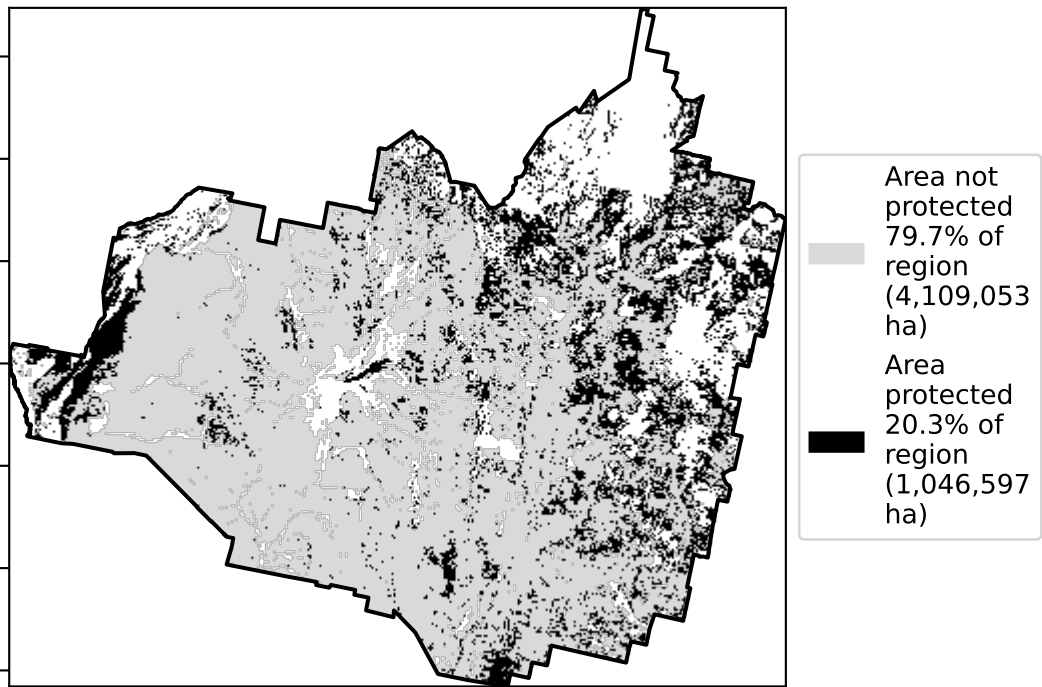 Area not
protected
79.7% of
region
(4,109,053
ha)
Area
protected
20.3% of
region
(1,046,597
ha)